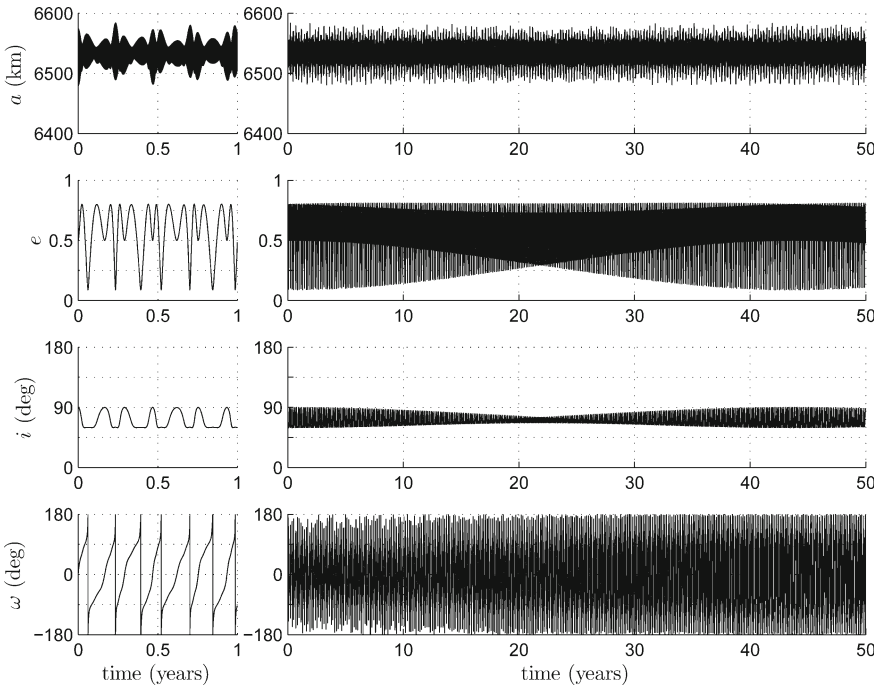 6600 6600
a (km) 6500 6500
6400 6400
0 0.5 1 0 10 20 30 40 50
1 1
e 0.5 0.5
0 0
0 0.5 1 0 10 20 30 40 50
180 180
i (deg) 90 90
0 0
0 0.5 1 0 10 20 30 40 50
180 180
ω (deg) 0 0
−180 −180
0 0.5 1 0 10 20 30 40 50
time (years) time (years)